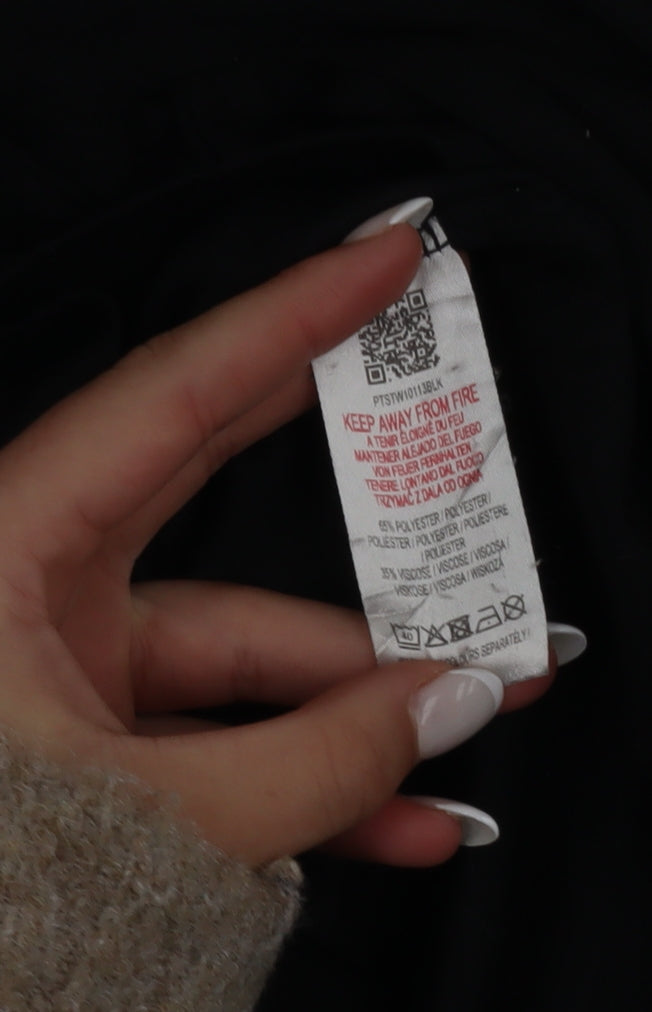 PTSTW10113BLK
KEEP AWAY FROM FIRE
A TENIR ÉLOIGNÉ DU FEU
MANTENER ALEJADO DEL FUEGO
VON FEUER FERNHALTEN
TENERE LONTANO DAL FUOCO
TRZYMAĆ Z DALA OD OGNIA
65% POLYESTER / POLYESTER /
POLIESTER / POLYESTER / POLIESTERE
/ POLIESTER
35% VISCOSE / VISCOSE / VISCOSA /
VISKOSE / VISCOSA / WISKOZA
40
COLOURS SEPARATELY /